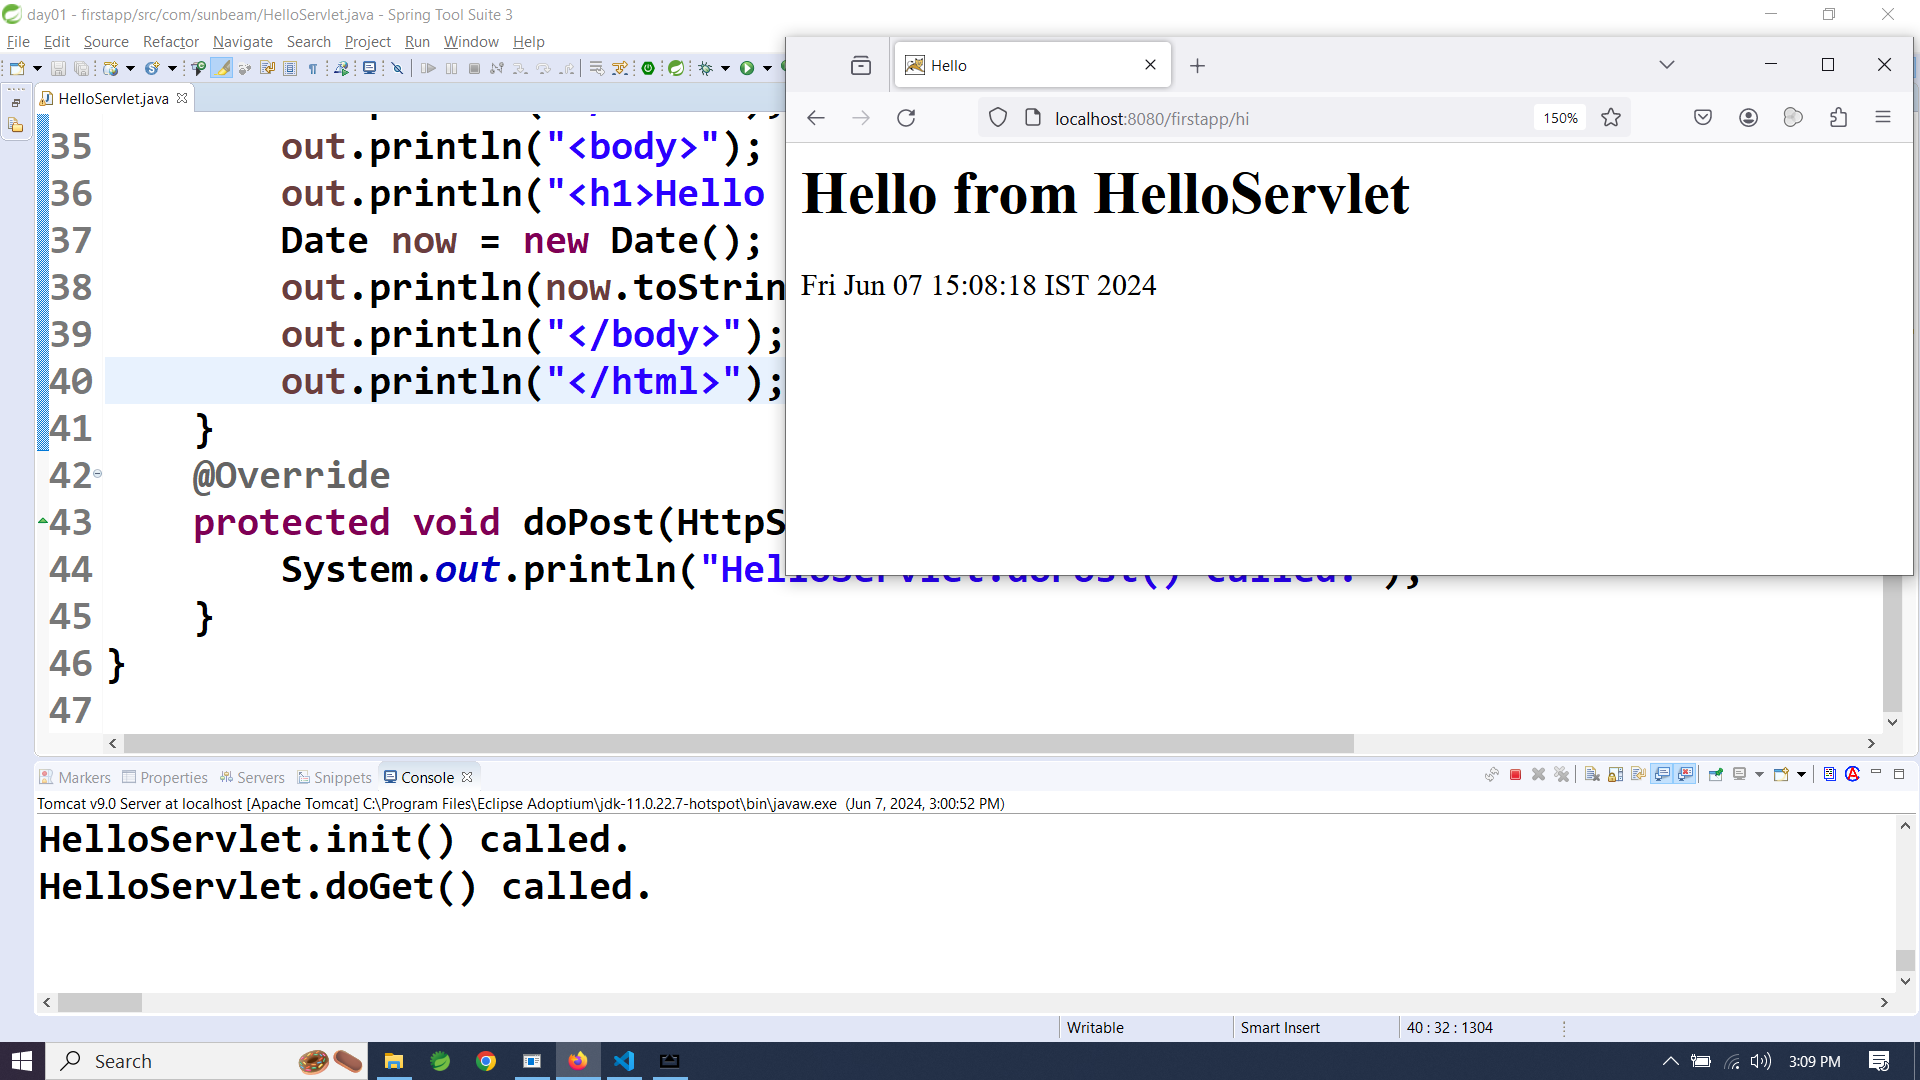 day01 - firstapp/src/com/sunbeam/HelloServlet.java - Spring Tool Suite 3
File Edit Source Refactor Navigate Search Project Run Window Help
HelloServlet.java
35 out.println("<body>");
36 out.println("<h1>Hello
37 Date now = new Date();
38 out.println(now.toStrin
39 out.println("</body>");
40 out.println("</html>");
41 }
42 @Override
43 protected void doPost(HttpS
44 System.out.println("HelloServlet.doPost() called.");
45 }
46 }
47
Hello
localhost:8080/firstapp/hi 150%
Hello from HelloServlet
Fri Jun 07 15:08:18 IST 2024
Markers Properties Servers Snippets Console
Tomcat v9.0 Server at localhost [Apache Tomcat] C:\Program Files\Eclipse Adoptium\jdk-11.0.22.7-hotspot\bin\javaw.exe (Jun 7, 2024, 3:00:52 PM)
HelloServlet.init() called.
HelloServlet.doGet() called.
Writable Smart Insert 40 : 32 : 1304
Search 3:09 PM